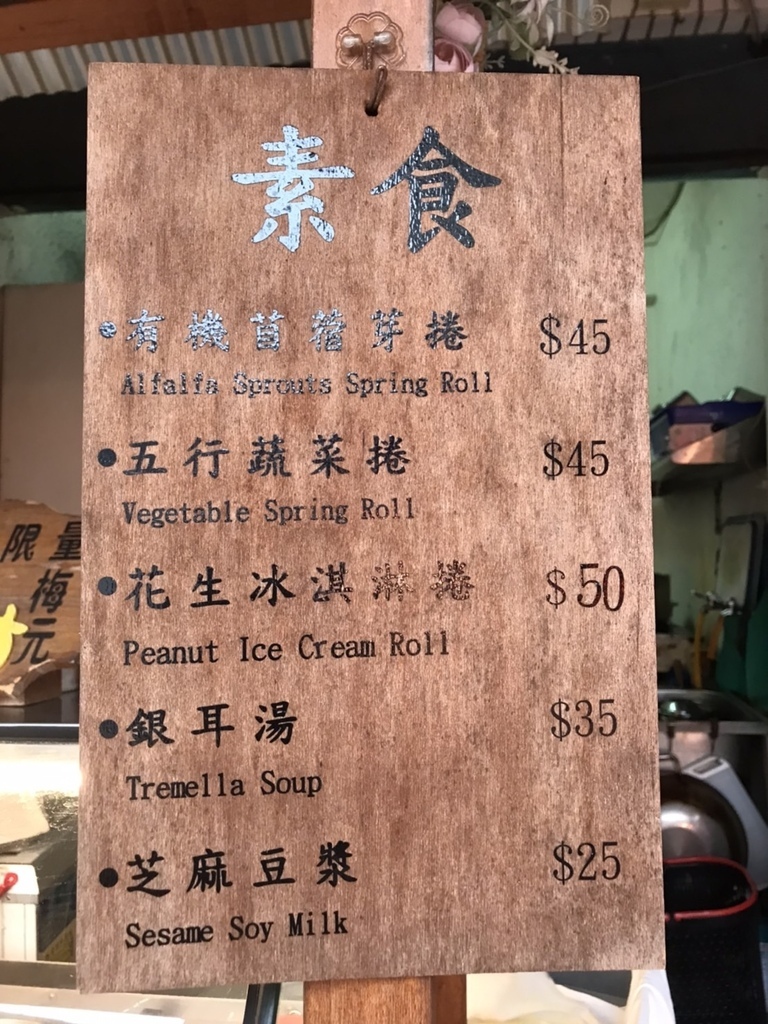 素食
有機苜蓿芽捲 $45
Alfalfa Sprouts Spring Roll
五行蔬菜捲 $45
Vegetable Spring Roll
花生冰淇淋捲 $50
Peanut Ice Cream Roll
銀耳湯 $35
Tremella Soup
芝麻豆漿 $25
Sesame Soy Milk
限量
梅
元